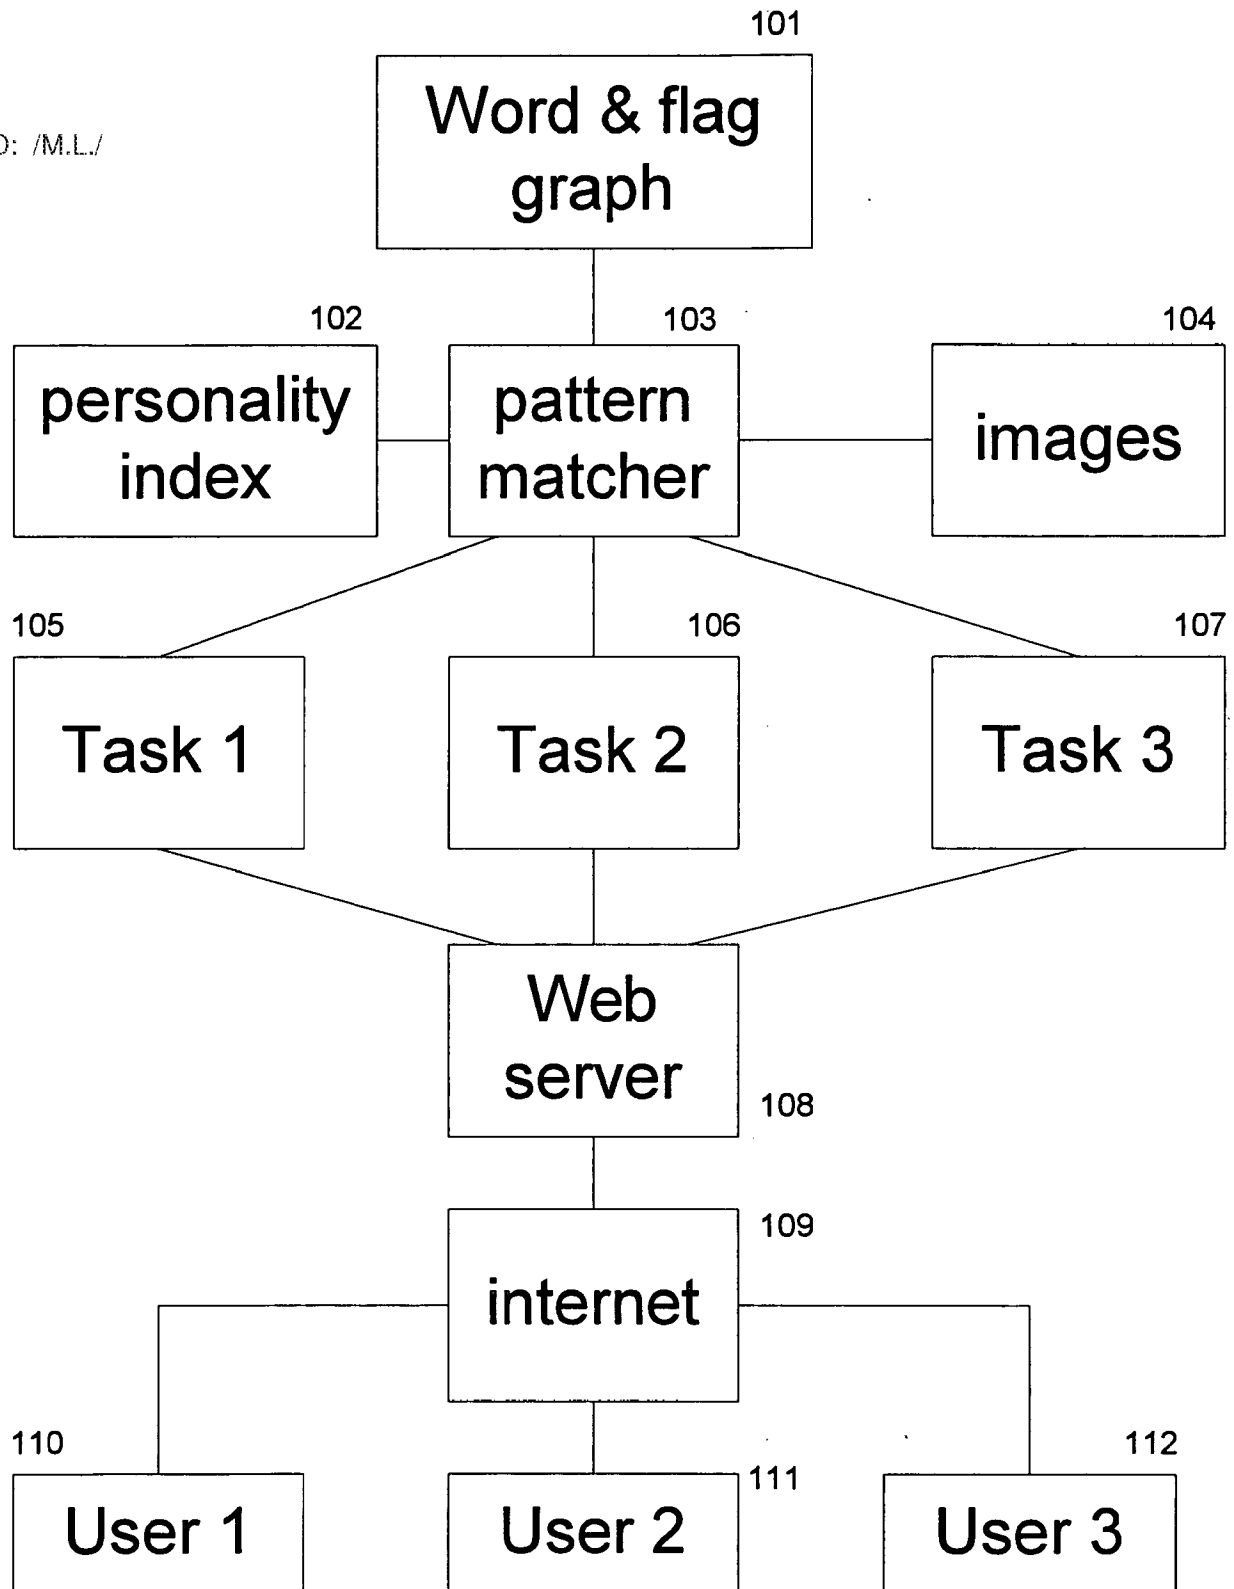 101
Word & flag
graph
/M.L./
102
103
104
personality
index
pattern
matcher
images
105
106
107
Task 1
Task 2
Task 3
Web
server
108
109
internet
110
111
112
User 1
User 2
User 3